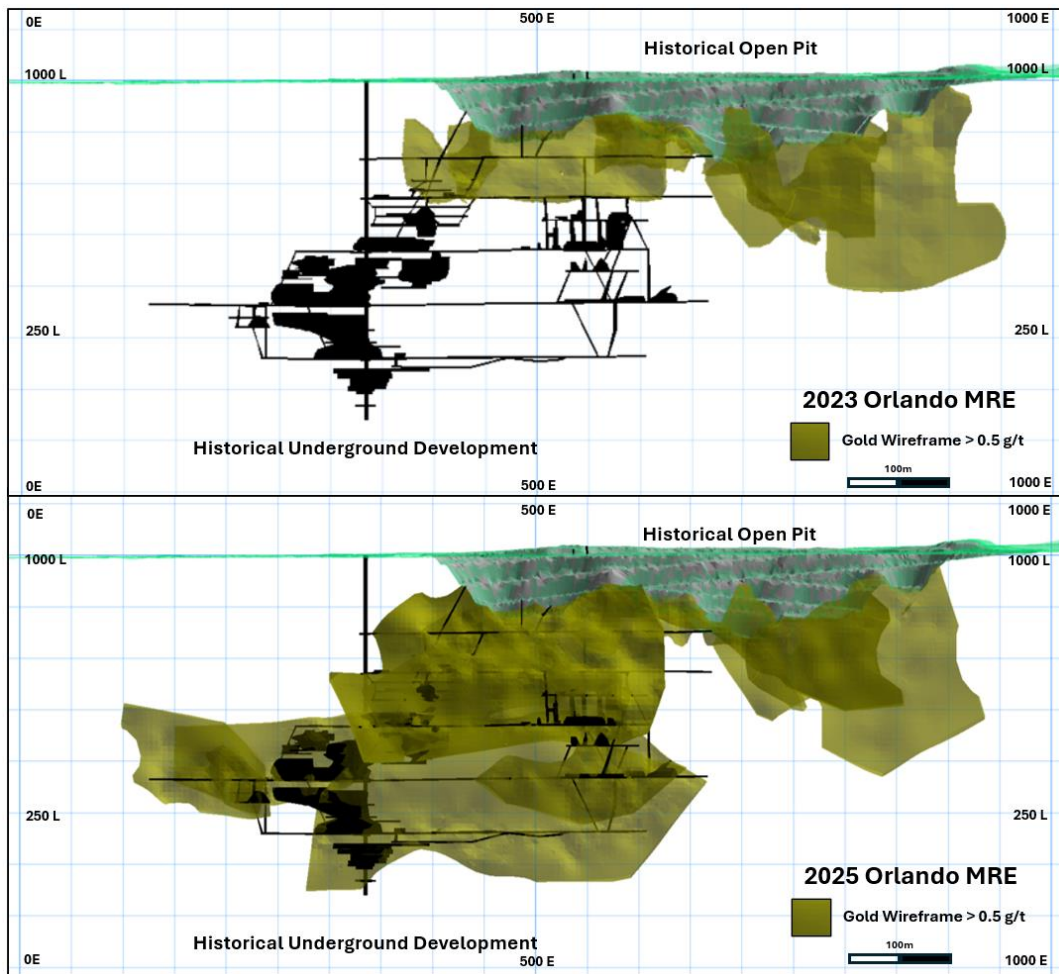 0E
500 E
1000 E
Historical Open Pit
1000 L
1000 L
250 L
250 L
2023 Orlando MRE
Gold Wireframe > 0.5 g/t
Historical Underground Development
100m
0E
500 E
1000 E
0E
500 E
1000 E
Historical Open Pit
1000 L
1000 L
250 L
250 L
2025 Orlando MRE
Gold Wireframe > 0.5 g/t
Historical Underground Development
100m
0E
500 E
1000 E